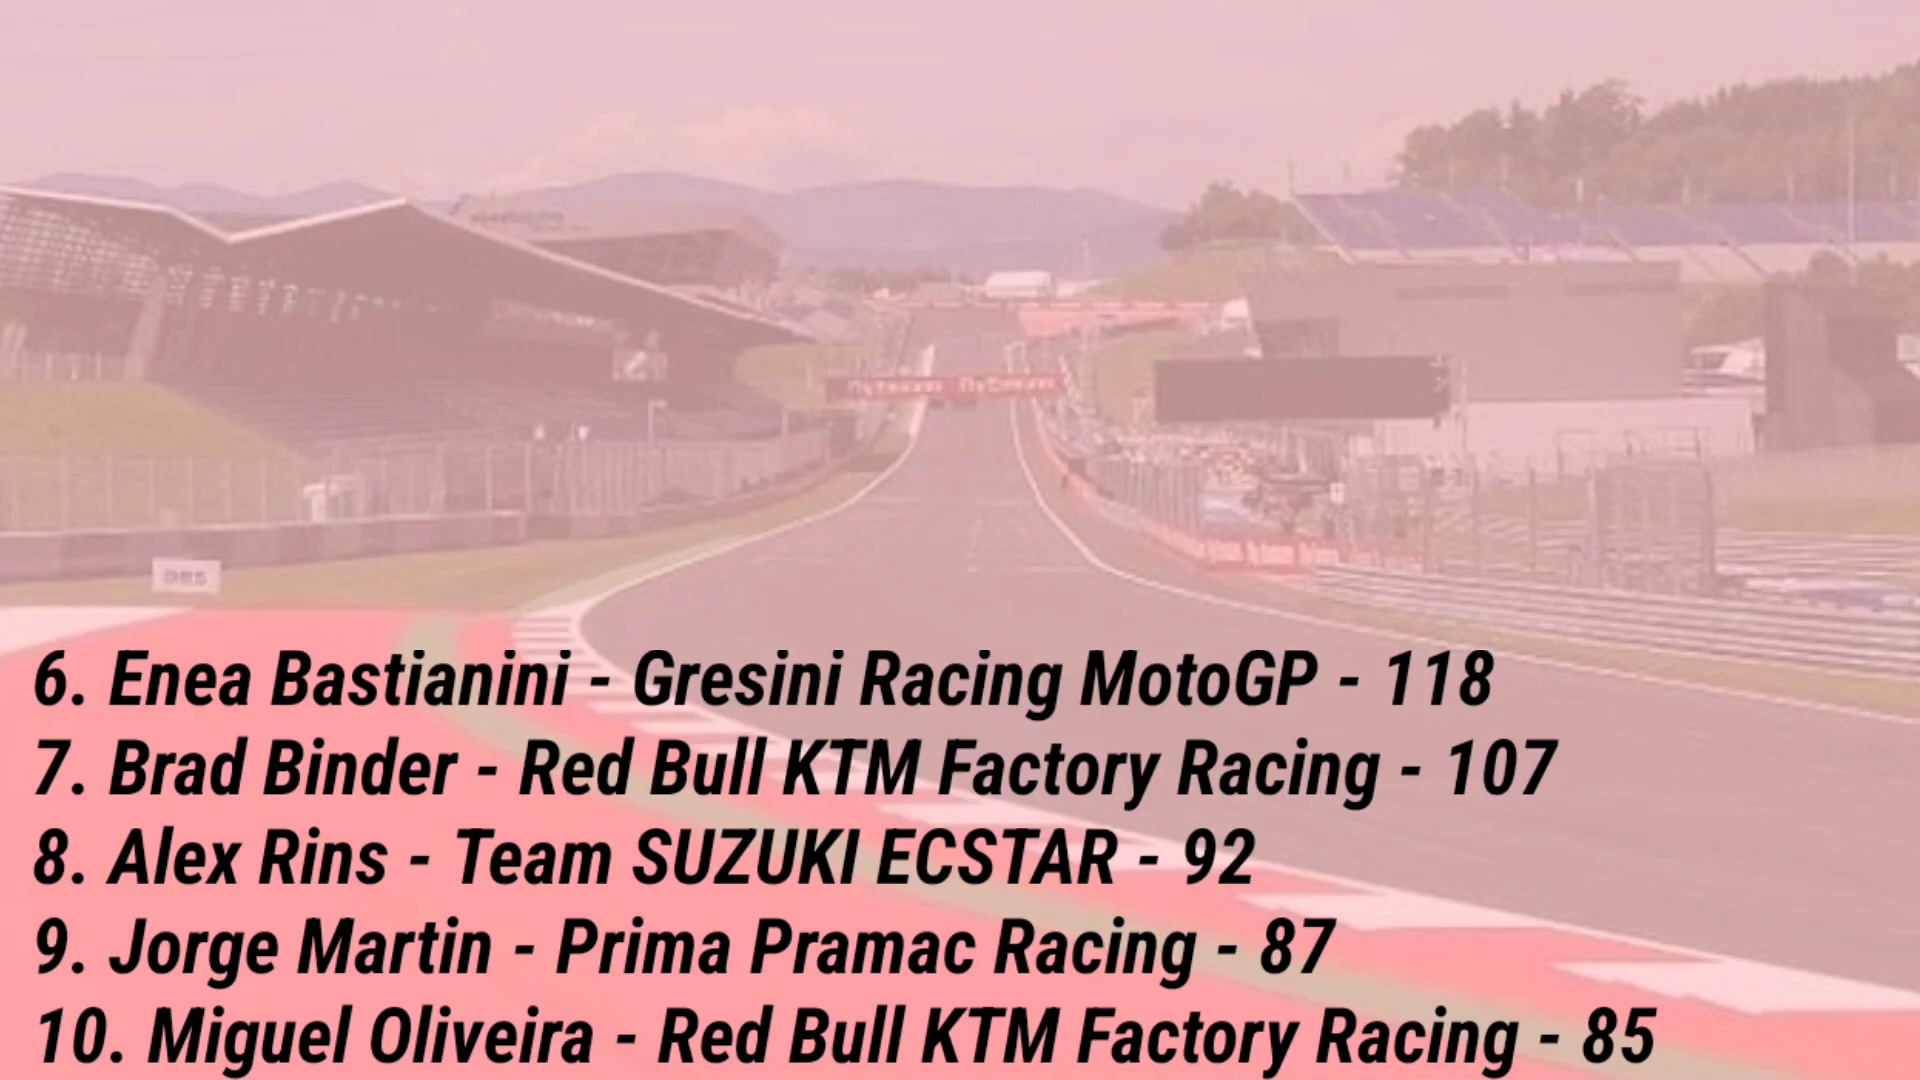 6. Enea Bastianini - Gresini Racing MotoGP - 118
7. Brad Binder - Red Bull KTM Factory Racing - 107
8. Alex Rins - Team SUZUKI ECSTAR - 92
9. Jorge Martin - Prima Pramac Racing - 87
10. Miguel Oliveira - Red Bull KTM Factory Racing - 85